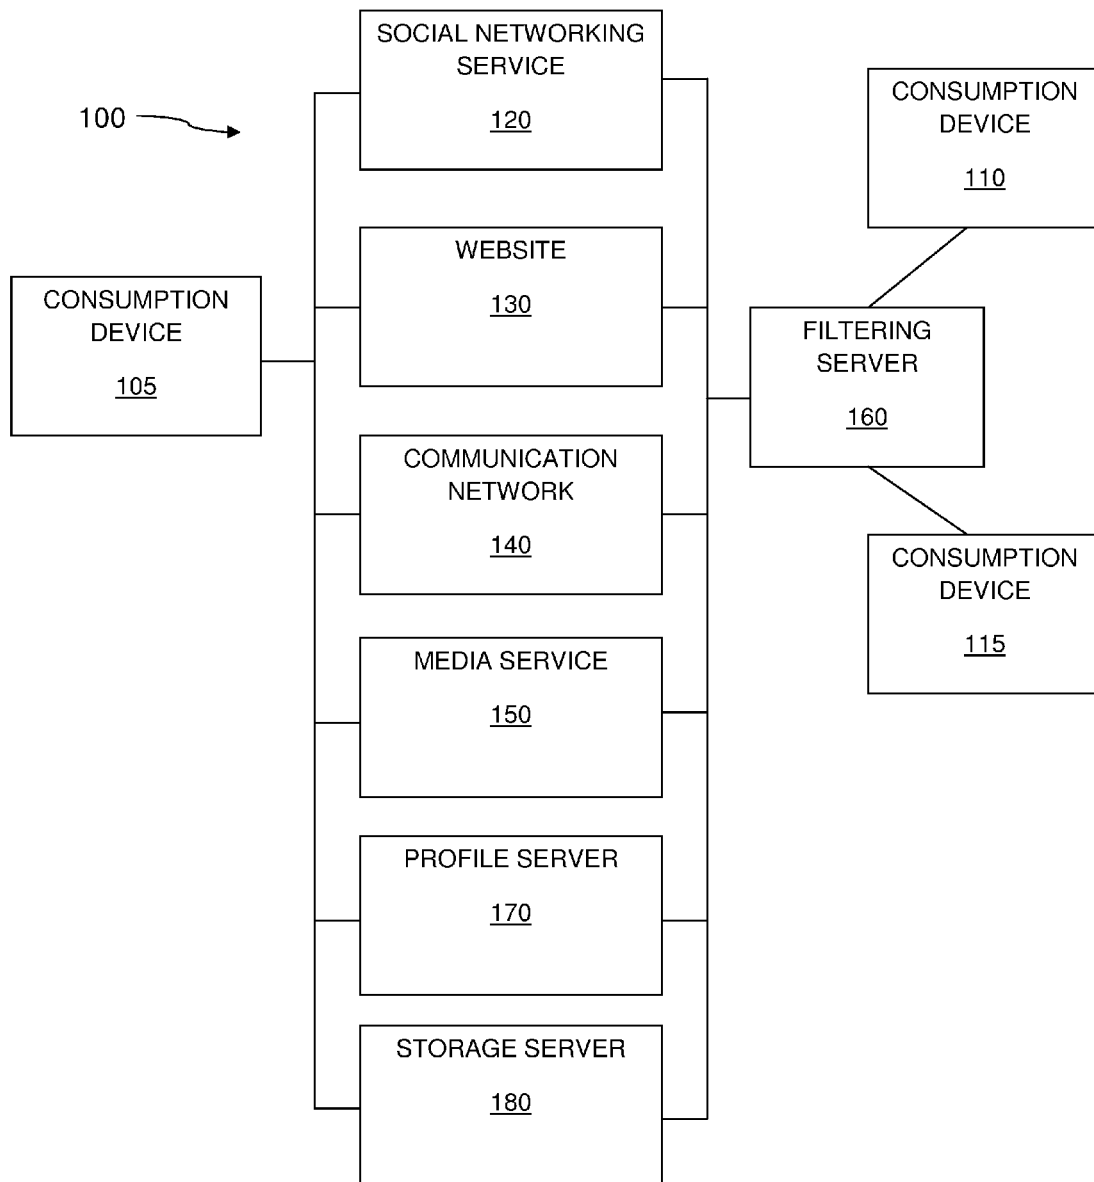 100
SOCIAL NETWORKING
SERVICE
120
CONSUMPTION
DEVICE
110
WEBSITE
130
CONSUMPTION
DEVICE
105
FILTERING
SERVER
160
COMMUNICATION
NETWORK
140
CONSUMPTION
DEVICE
115
MEDIA SERVICE
150
PROFILE SERVER
170
STORAGE SERVER
180